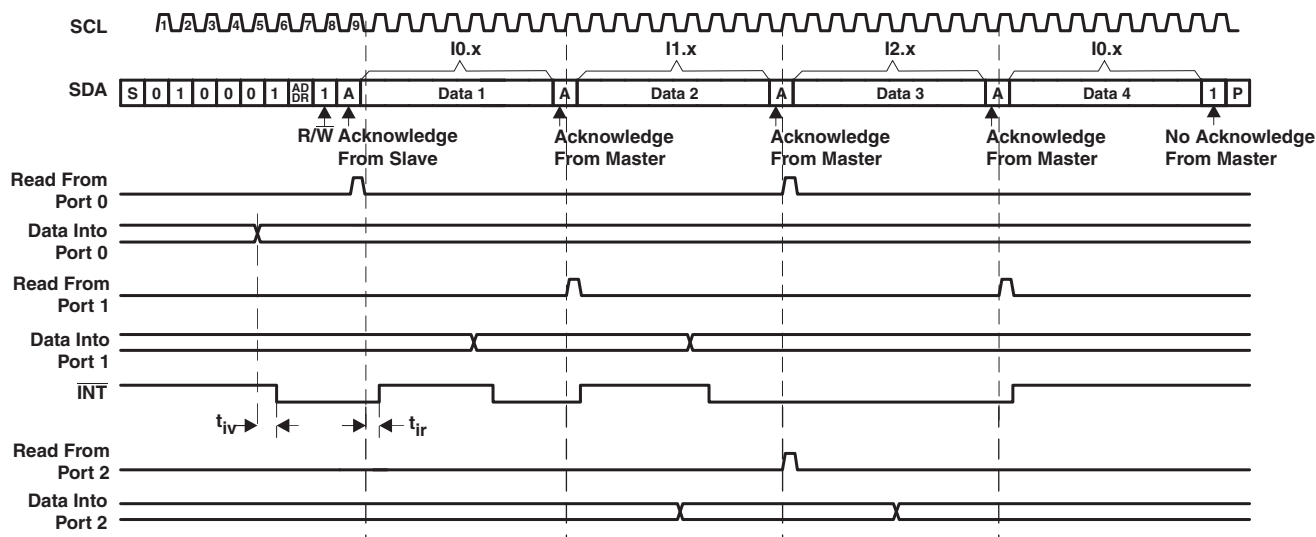 SCL 1 2 3 4 5 6 7 8 9
I0.x I1.x I2.x I0.x
SDA S 0 1 0 0 0 1 AD DR 1 A Data 1 A Data 2 A Data 3 A Data 4 1 P
R/W Acknowledge From Slave
Acknowledge From Master
Acknowledge From Master
Acknowledge From Master
No Acknowledge From Master
Read From
Port 0
Data Into
Port 0
Read From
Port 1
Data Into
Port 1
INT
tiv tir
Read From
Port 2
Data Into
Port 2